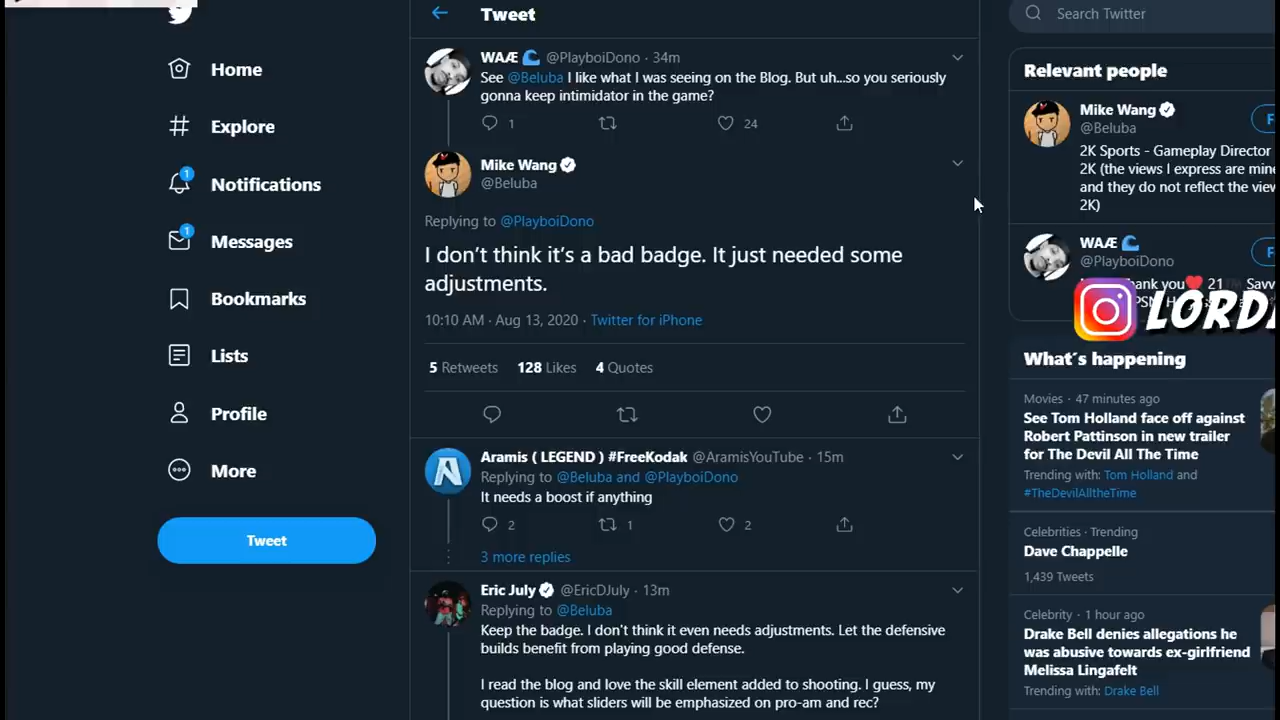 Home
Explore
1
Notifications
1
Messages
Bookmarks
Lists
Profile
More
Tweet
Tweet
WAÆ 🌊 @PlayboiDono · 34m
See @Beluba I like what I was seeing on the Blog. But uh...so you seriously
gonna keep intimidator in the game?
1 24
Mike Wang
@Beluba
Replying to @PlayboiDono
I don't think it's a bad badge. It just needed some
adjustments.
10:10 AM · Aug 13, 2020 · Twitter for iPhone
5 Retweets 128 Likes 4 Quotes
Aramis ( LEGEND ) #FreeKodak @AramisYouTube · 15m
Replying to @Beluba and @PlayboiDono
It needs a boost if anything
2 1 2
3 more replies
Eric July @EricDJuly · 13m
Replying to @Beluba
Keep the badge. I don't think it even needs adjustments. Let the defensive
builds benefit from playing good defense.
I read the blog and love the skill element added to shooting. I guess, my
question is what sliders will be emphasized on pro-am and rec?
Search Twitter
Relevant people
Mike Wang
@Beluba
2K Sports - Gameplay Director
2K (the views I express are mine
and they do not reflect the view
2K)
WAÆ 🌊
@PlayboiDono
LORD
What's happening
Movies · 47 minutes ago
See Tom Holland face off against
Robert Pattinson in new trailer
for The Devil All The Time
Trending with: Tom Holland and
#TheDevilAlltheTime
Celebrities · Trending
Dave Chappelle
1,439 Tweets
Celebrity · 1 hour ago
Drake Bell denies allegations he
was abusive towards ex-girlfriend
Melissa Lingafelt
Trending with: Drake Bell